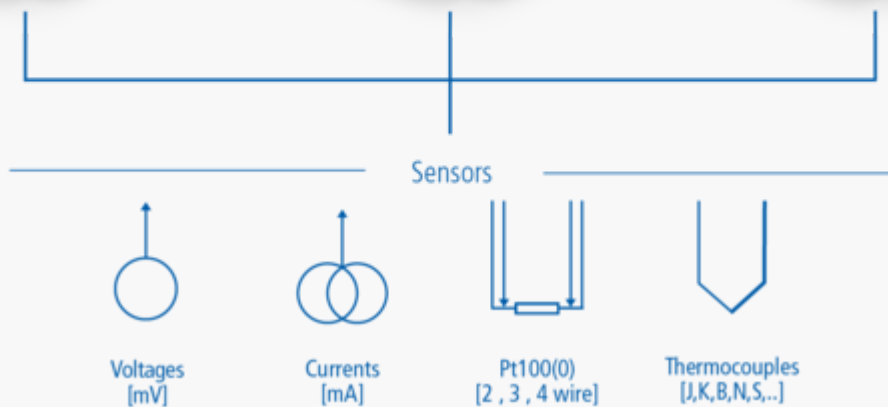 Sensors
Voltages
[mV]
Currents
[mA]
Pt100(0)
[2 , 3 , 4 wire]
Thermocouples
[J,K,B,N,S,..]